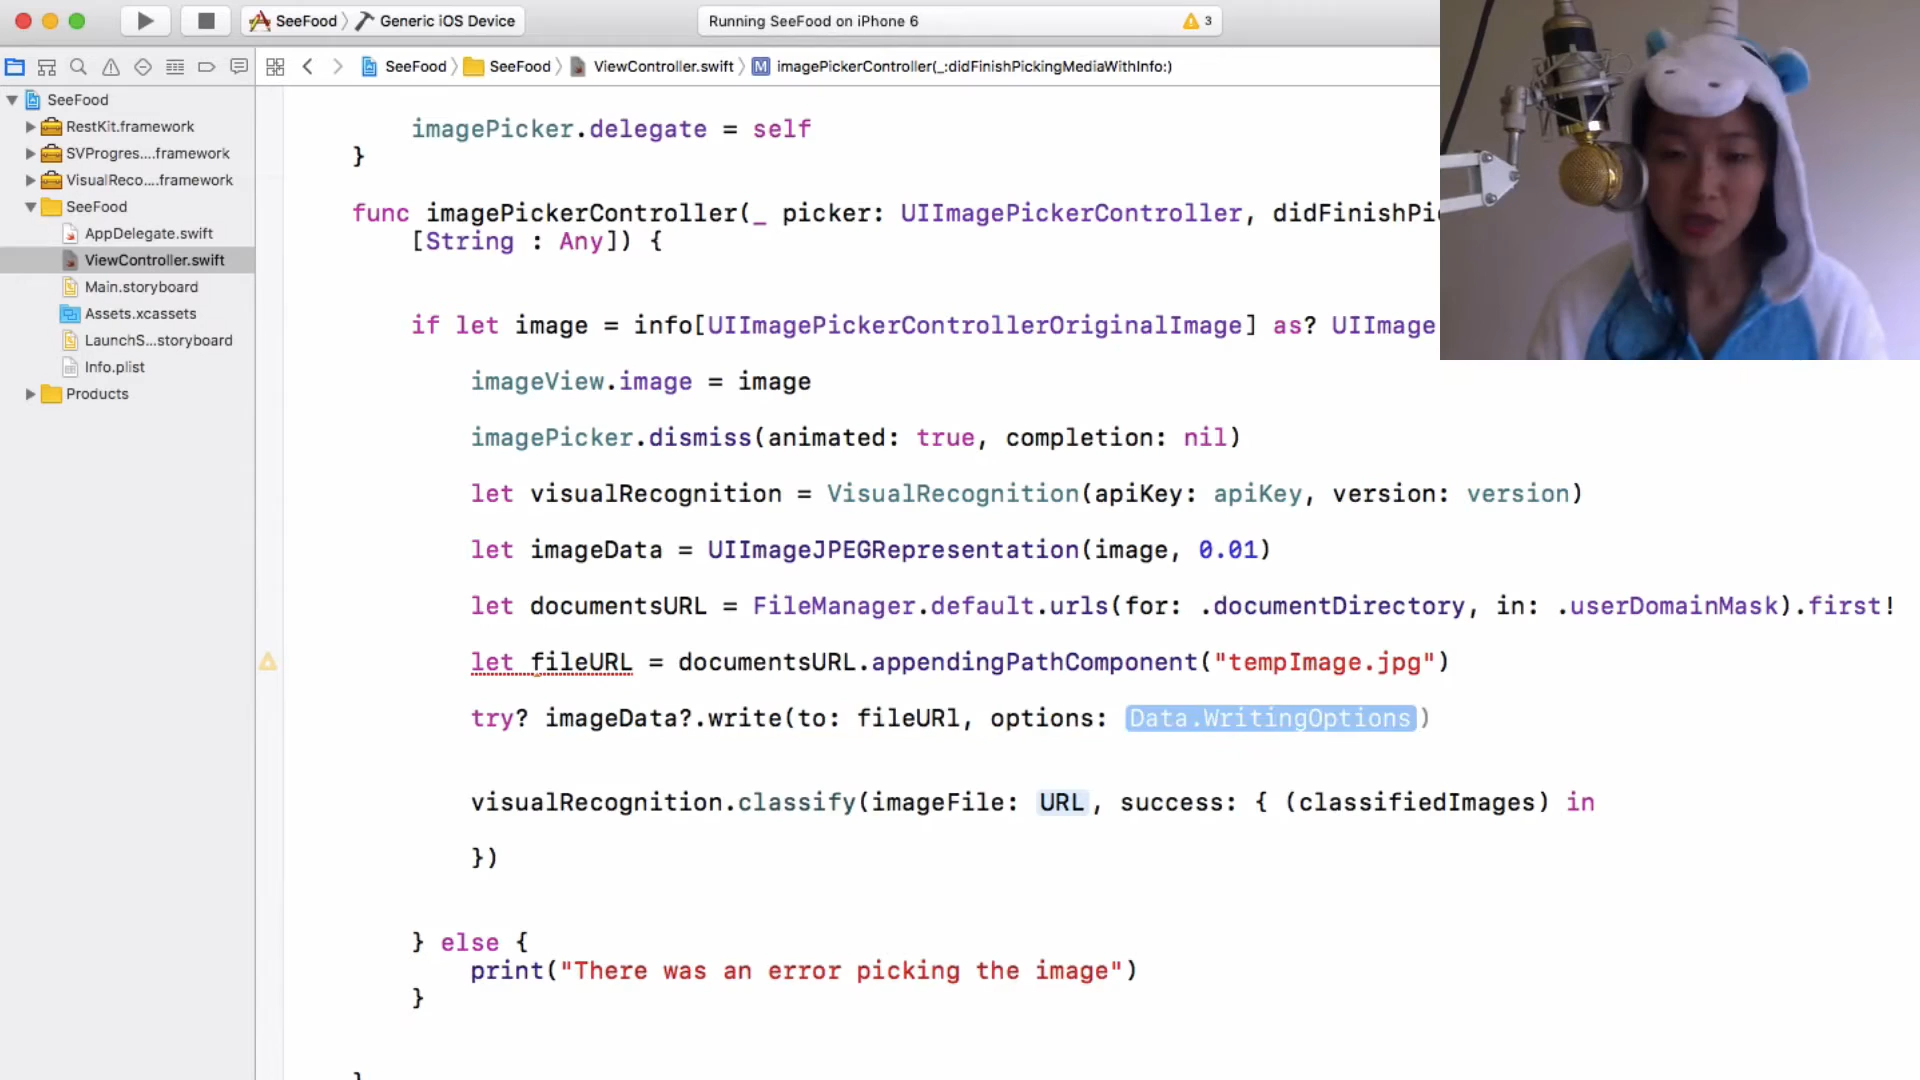 SeeFood
Generic iOS Device
Running SeeFood on iPhone 6
3
SeeFood
SeeFood
ViewController.swift
M
imagePickerController(_:didFinishPickingMediaWithInfo:)
SeeFood
RestKit.framework
SVProgres....framework
VisualReco....framework
SeeFood
AppDelegate.swift
ViewController.swift
Main.storyboard
Assets.xcassets
LaunchS...storyboard
Info.plist
Products
imagePicker.delegate = self
}
func imagePickerController(_ picker: UIImagePickerController, didFinishPi
[String : Any]) {
if let image = info[UIImagePickerControllerOriginalImage] as? UIImage
imageView.image = image
imagePicker.dismiss(animated: true, completion: nil)
let visualRecognition = VisualRecognition(apiKey: apiKey, version: version)
let imageData = UIImageJPEGRepresentation(image, 0.01)
let documentsURL = FileManager.default.urls(for: .documentDirectory, in: .userDomainMask).first!
let fileURL = documentsURL.appendingPathComponent("tempImage.jpg")
try? imageData?.write(to: fileURl, options: Data.WritingOptions)
visualRecognition.classify(imageFile: URL, success: { (classifiedImages) in
})
} else {
print("There was an error picking the image")
}
}